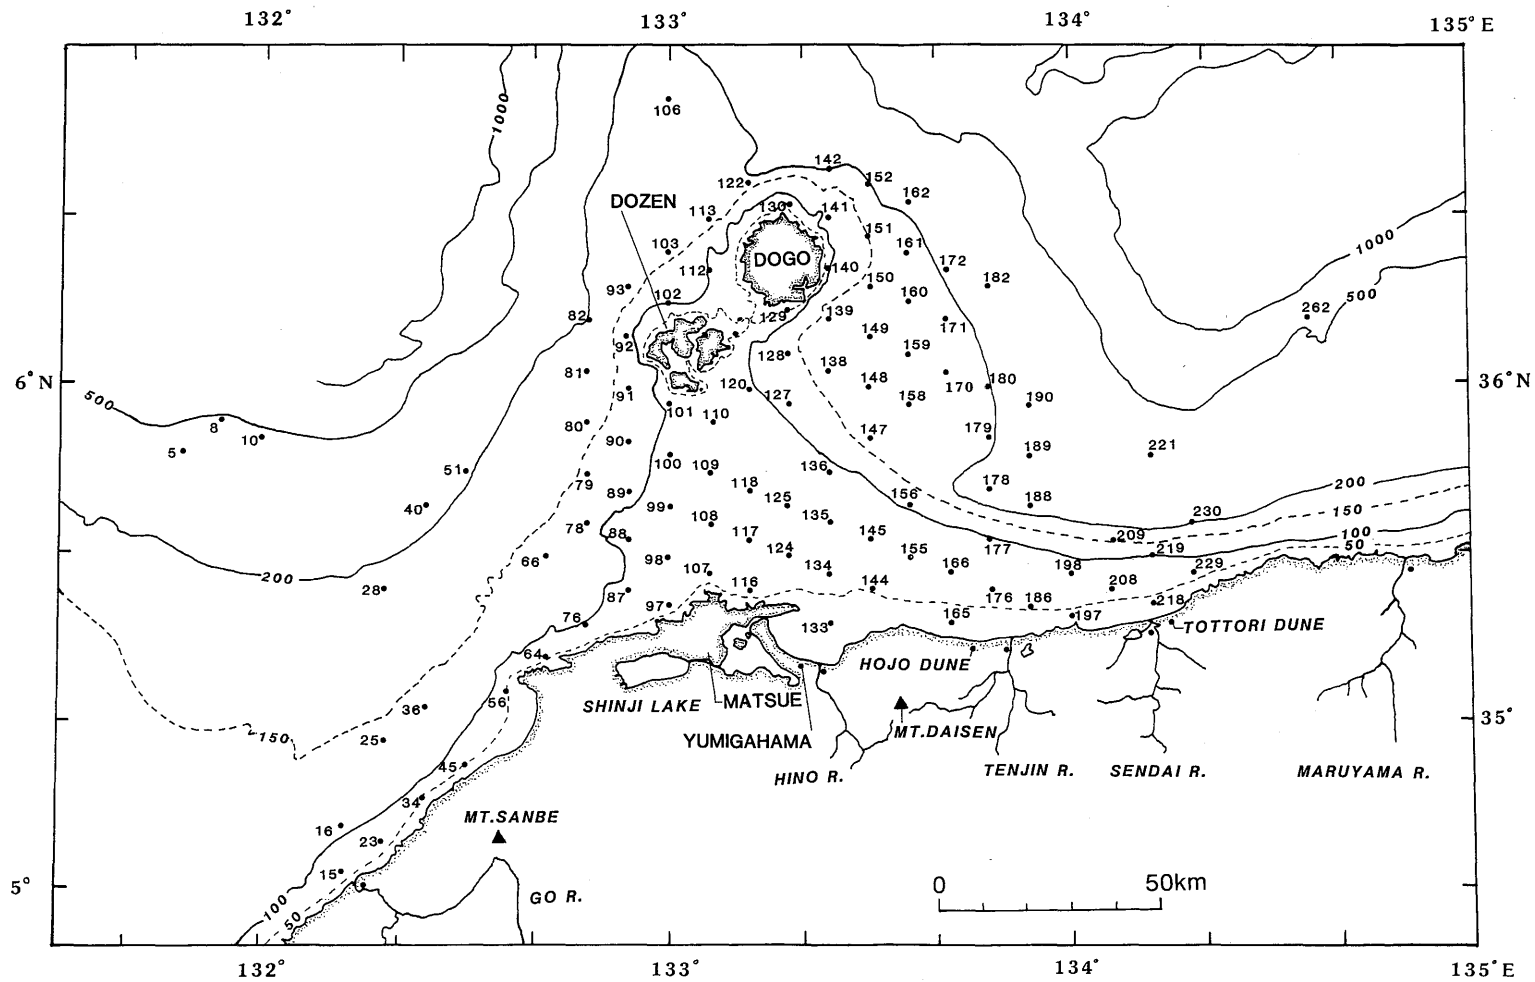 132° 133° 134° 135°E
1000
106
142
122 152
162
DOZEN
113 130 141
151
103 161
DOGO 172
112 140
150 182
93 102 160
82 129 139 262
1000
500
92 149 171
128 159
138
6°N 81 36°N
120 148 180
500 91 127 170
101 158 190
8 110
80 147 179
10 90 189 221
5 100 109 136
51
79 118 178
89 125 156 188 200
40 99 135 230 150
78 108
88 117 145 209 100
124 155 177 219 50
66 98 166
200 107 134 198 229
28 116 144 208
87 176 186 218
97 165 197
76 133 TOTTORI DUNE
64 HOJO DUNE
56 SHINJI LAKE MATSUE
36 35°
MT.DAISEN
150 25 YUMIGAHAMA
45 HINO R. TENJIN R. SENDAI R. MARUYAMA R.
34
MT.SANBE
16
23
15
5° 0 50km
GO R.
100
50
132° 133° 134° 135°E